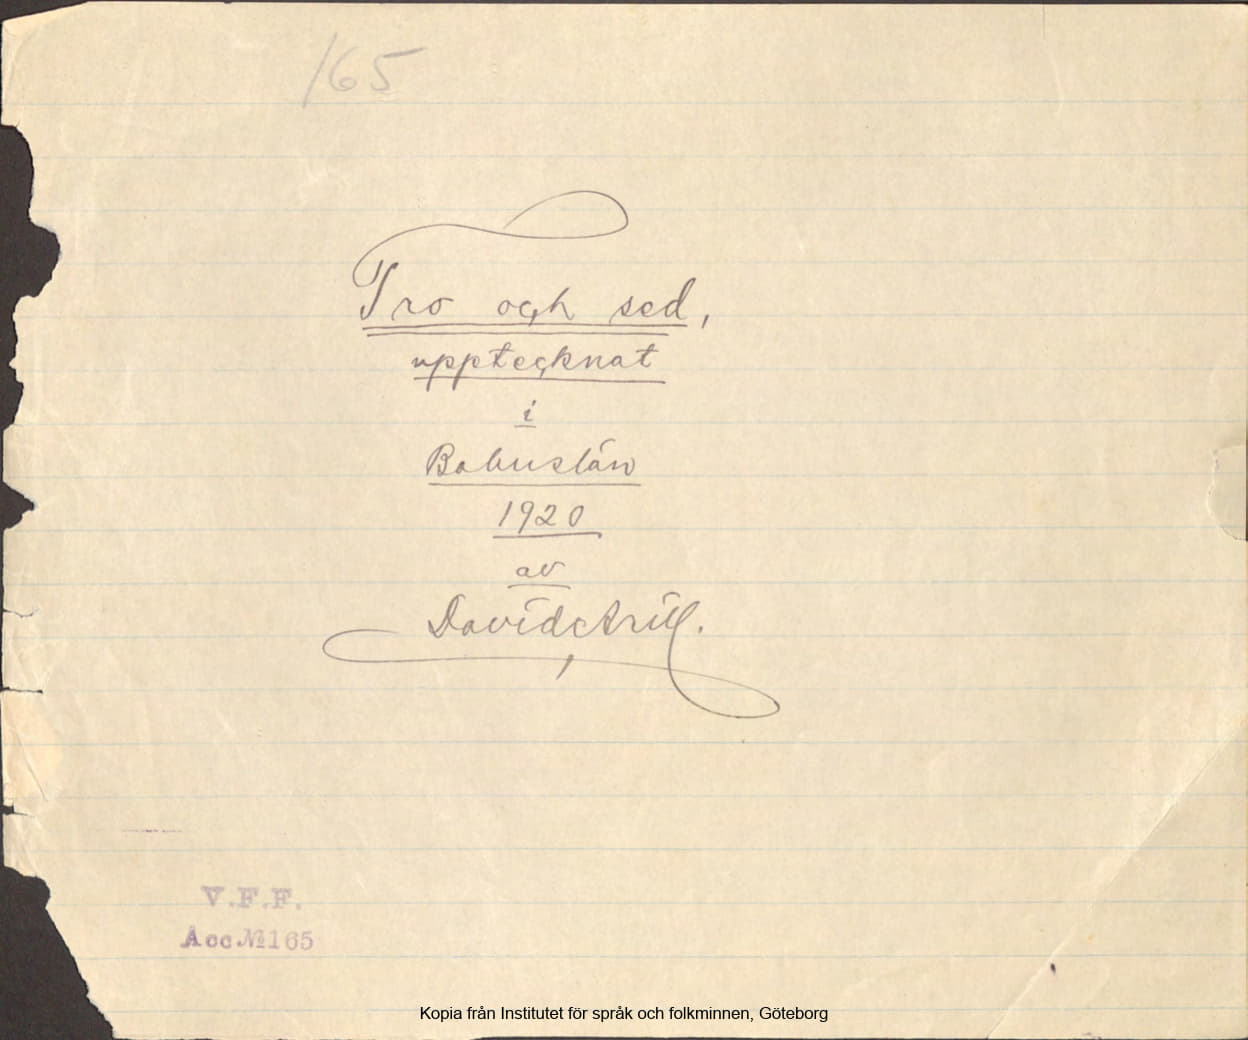 165
Tro och sed,
upptecknat
i
Bohuslän
1920
av
David Arill.
V.F.F.
Acc.№165
Kopia från Institutet för språk och folkminnen, Göteborg